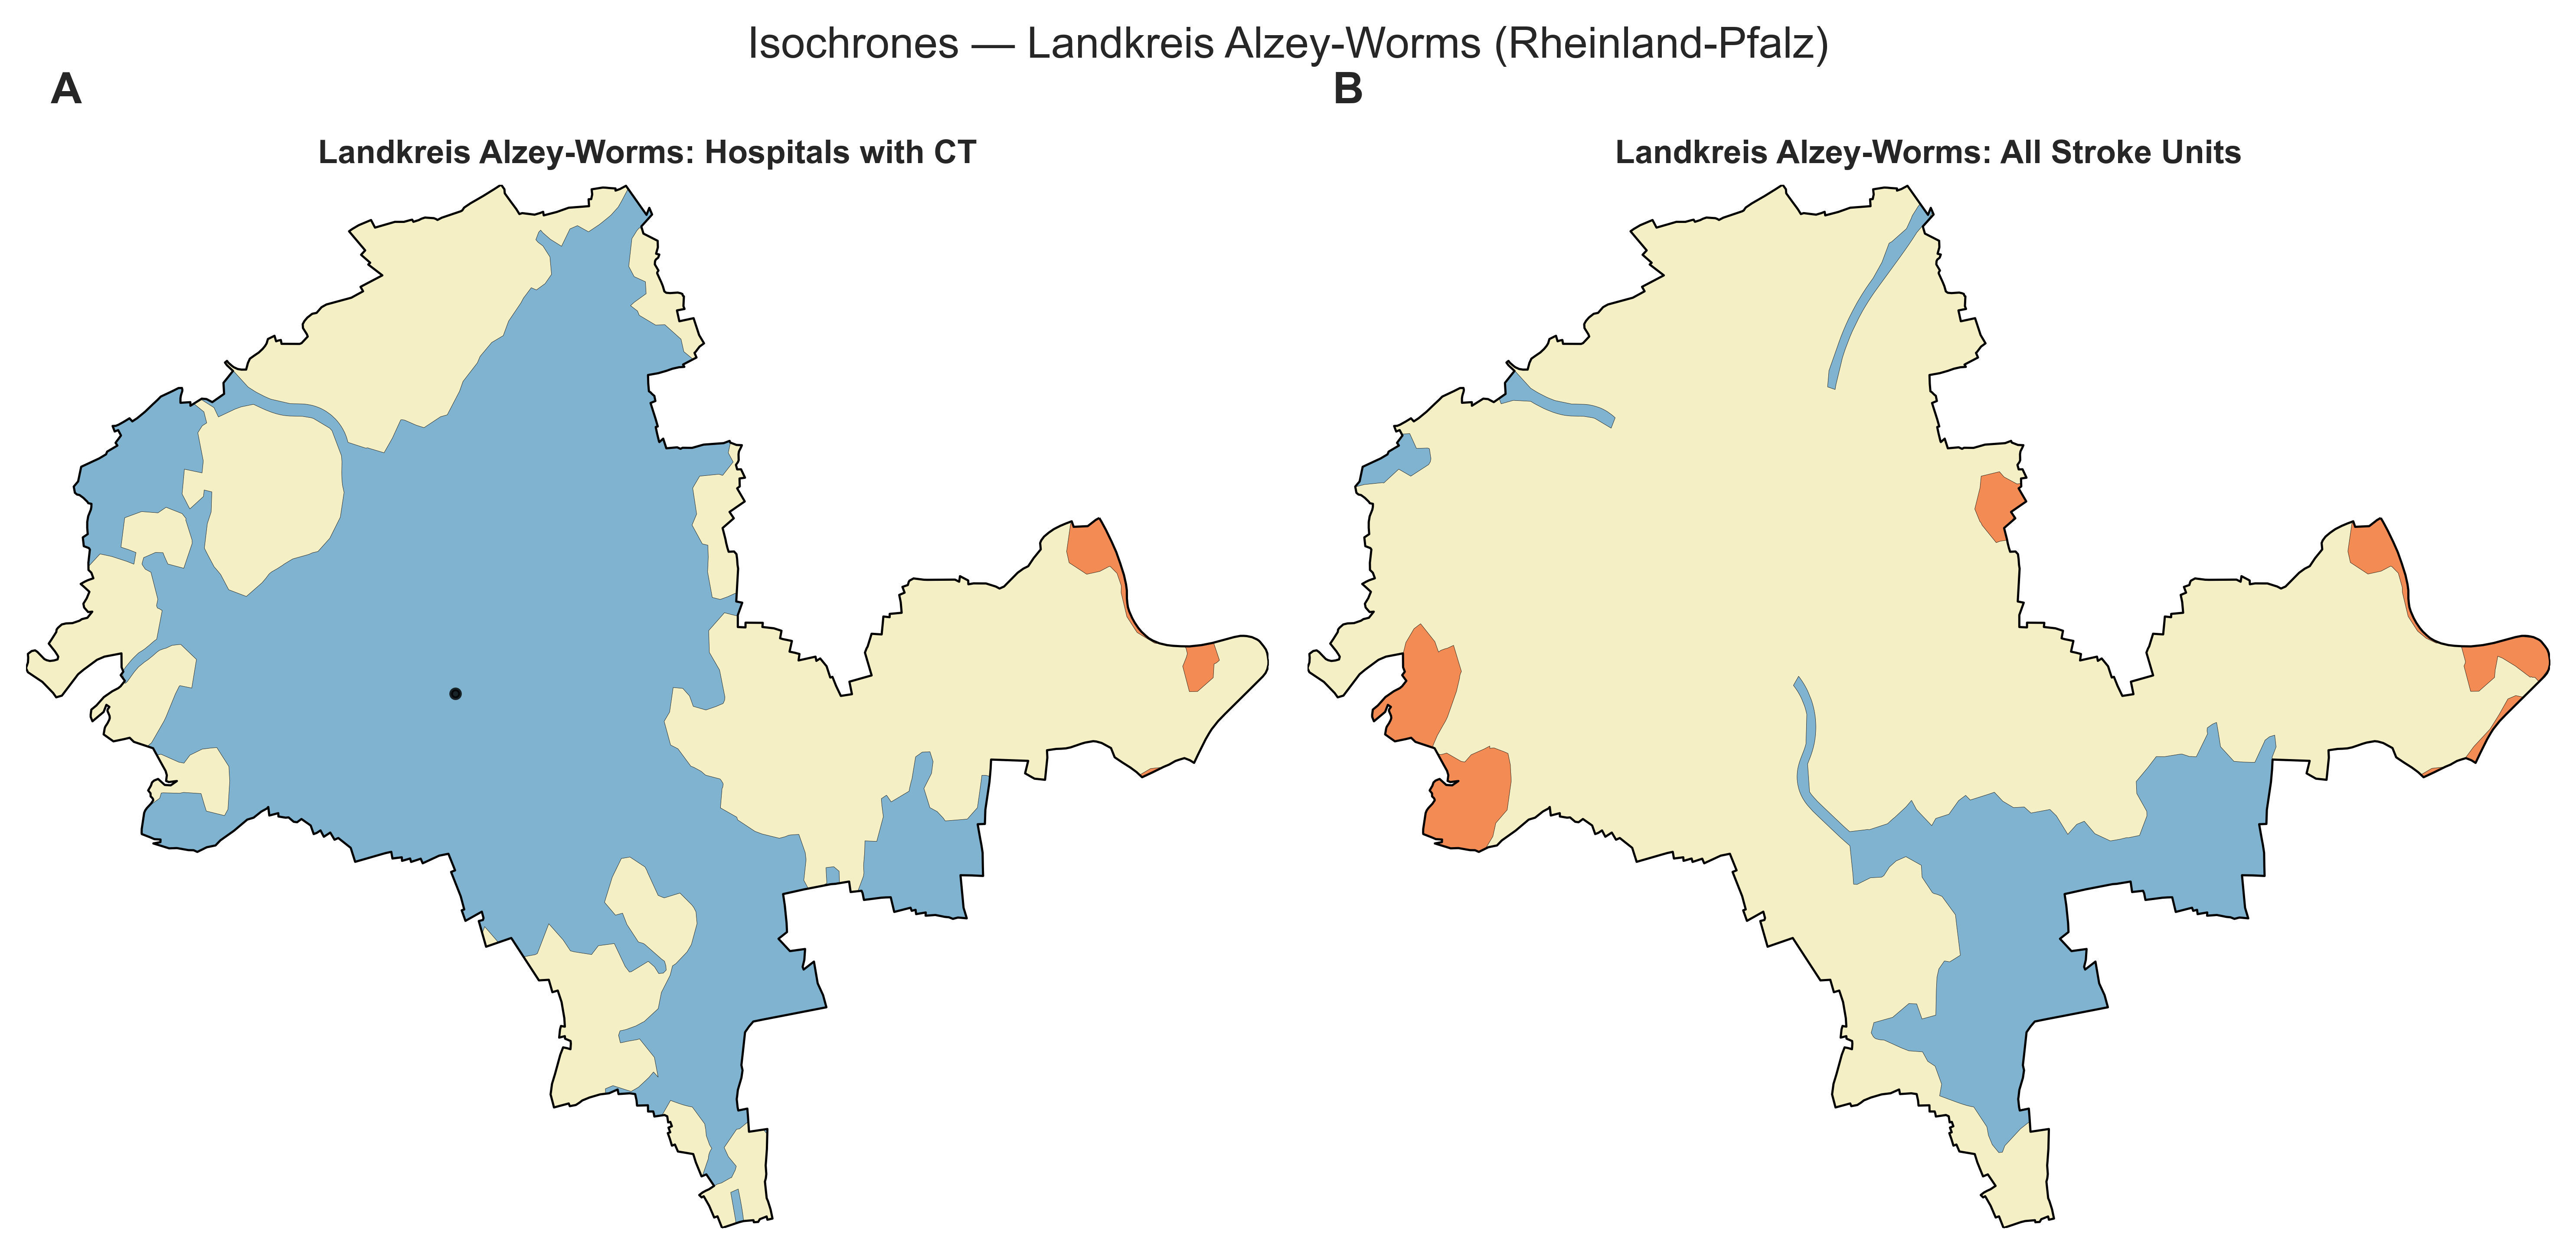 Isochrones — Landkreis Alzey-Worms (Rheinland-Pfalz)
A
B
Landkreis Alzey-Worms: Hospitals with CT
Landkreis Alzey-Worms: All Stroke Units